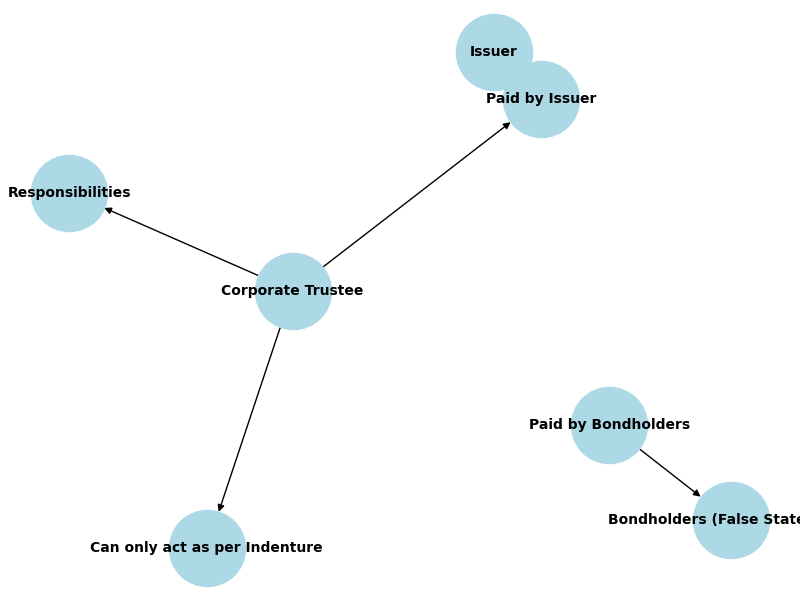 Issuer
Paid by Issuer
Responsibilities
Corporate Trustee
Paid by Bondholders
Bondholders (False State
Can only act as per Indenture